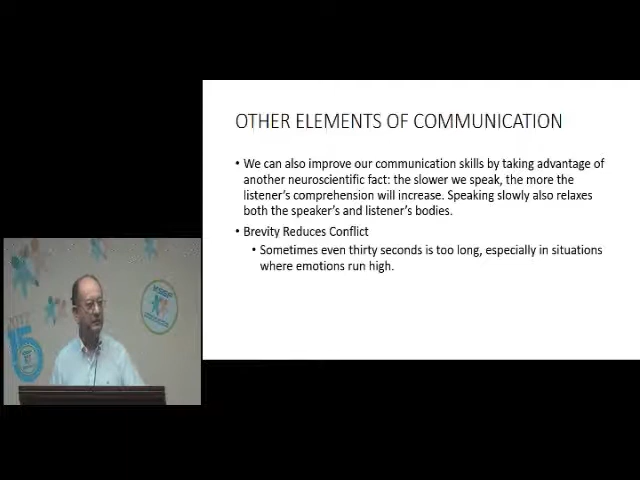 OTHER ELEMENTS OF COMMUNICATION
• We can also improve our communication skills by taking advantage of
another neuroscientific fact: the slower we speak, the more the
listener's comprehension will increase. Speaking slowly also relaxes
both the speaker's and listener's bodies.
• Brevity Reduces Conflict
• Sometimes even thirty seconds is too long, especially in situations
where emotions run high.
15